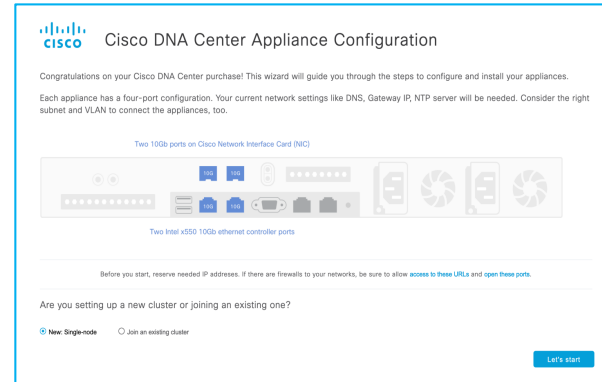 CISCO
Cisco DNA Center Appliance Configuration
Congratulations on your Cisco DNA Center purchase! This wizard will guide you through the steps to configure and install your appliances.
Each appliance has a four-port configuration. Your current network settings like DNS, Gateway IP, NTP server will be needed. Consider the right
subnet and VLAN to connect the appliances, too.
Two 10Gb ports on Cisco Network Interface Card (NIC)
10G 10G
10G 10G
Two Intel x550 10Gb ethernet controller ports
Before you start, reserve needed IP addreses. If there are firewalls to your networks, be sure to allow access to these URLs and open these ports.
Are you setting up a new cluster or joining an existing one?
New: Single-node Join an existing cluster
Let's start